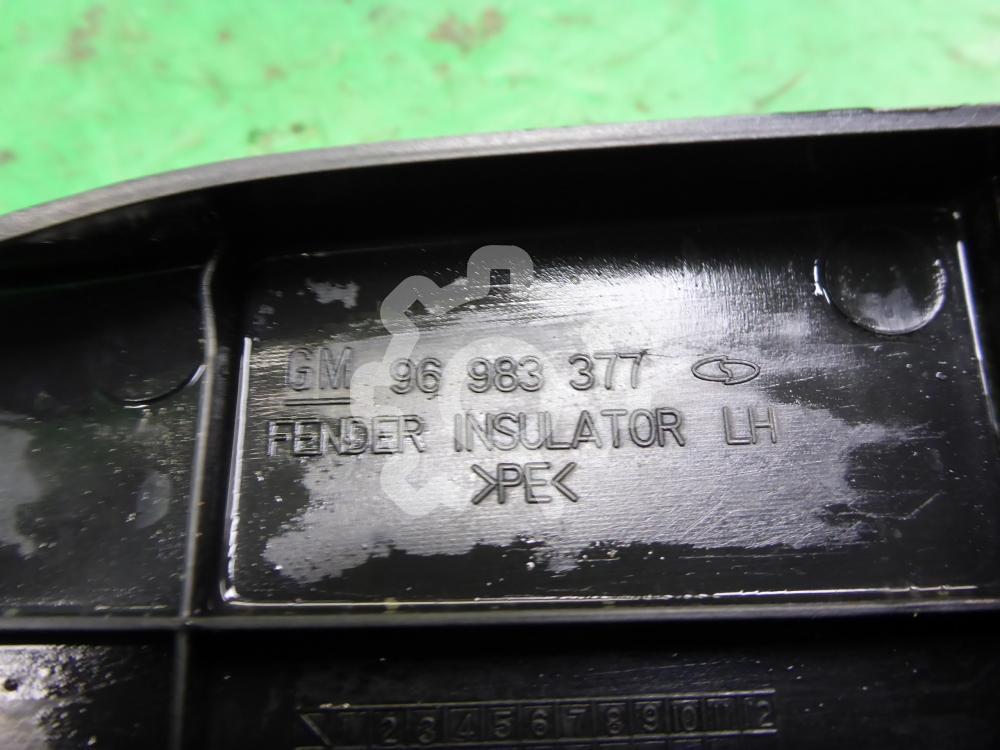 GM 96 983 377
FENDER INSULATOR LH
>PE<
1 2 3 4 5 6 7 8 9 10 11 12